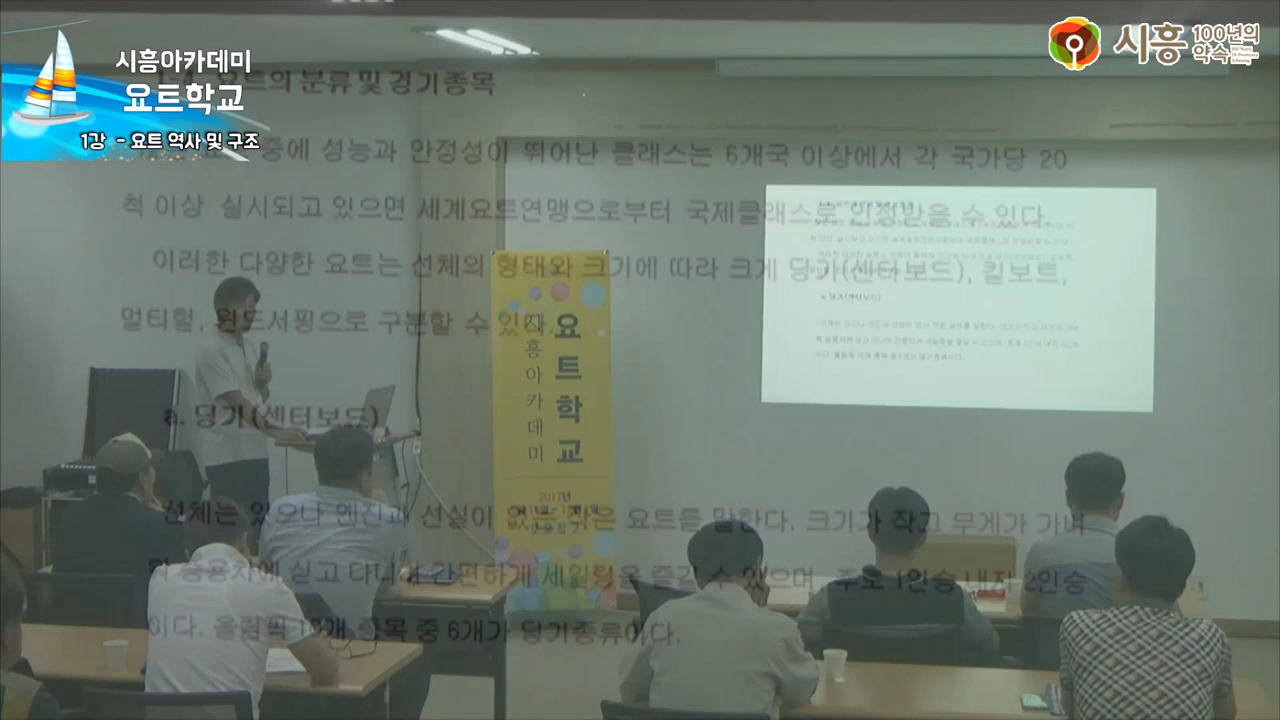 시흥아카데미
요트학교
1강 - 요트 역사 및 구조
시흥 100년의 약속
요트의 분류 및 경기종목
중에 성능과 안정성이 뛰어난 클래스는 6개국 이상에서 각 국가당 20
척 이상 실시되고 있으면 세계요트연맹으로부터 국제클래스로 인정받을 수 있다.
이러한 다양한 요트는 선체의 형태와 크기에 따라 크게 딩기(센터보드), 킬보트,
멀티헐, 윈드서핑으로 구분할 수 있다.
a. 딩기(센터보드)
선체는 있으나 엔진과 선실이 없는 작은 요트를 말한다. 크기가 작고 무게가 가벼
승용차에 싣고 다니며 간편하게 세일링을 즐길 수 있으며, 주로 1인승 내지 2인승
이다. 올림픽 종목 중 6개가 딩기종류이다.
요트학교
시흥아카데미
2017년
a. 딩기(센터보드)